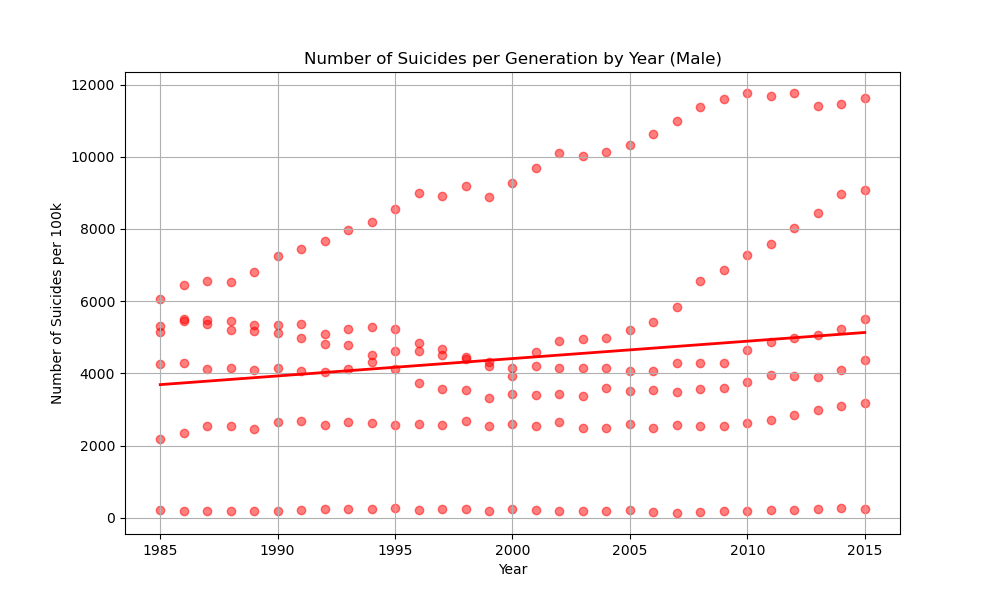 Number of Suicides per Generation by Year (Male)
Number of Suicides per 100k
12000
10000
8000
6000
4000
2000
0
1985 1990 1995 2000 2005 2010 2015
Year